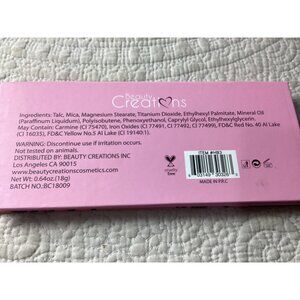 Beauty
Creations
Ingredients: Talc, Mica, Magnesium Stearate, Titanium Dioxide, Ethylhexyl Palmitate, Mineral Oil
(Paraffinum Liquidum), Polyisobutene, Phenoxyethanol, Caprylyl Glycol, Ethylhexylglycerin.
May Contain: Carmine (CI 75470), Iron Oxides (CI 77491, CI 77492, CI 77499), FD&C Red No. 40 Al Lake
(CI 16035), FD&C Yellow No.5 Al Lake (CI 19140:1).
WARNING: Discontinue use if irritation occurs.
Not tested on animals.
DISTRIBUTED BY: BEAUTY CREATIONS INC
www.beautycreationscosmetics.com
Net Wt: 0.64oz.(18g)
BATCH NO.:BC18009
cruelty
free
MADE IN P.R.C
ITEM #HB3